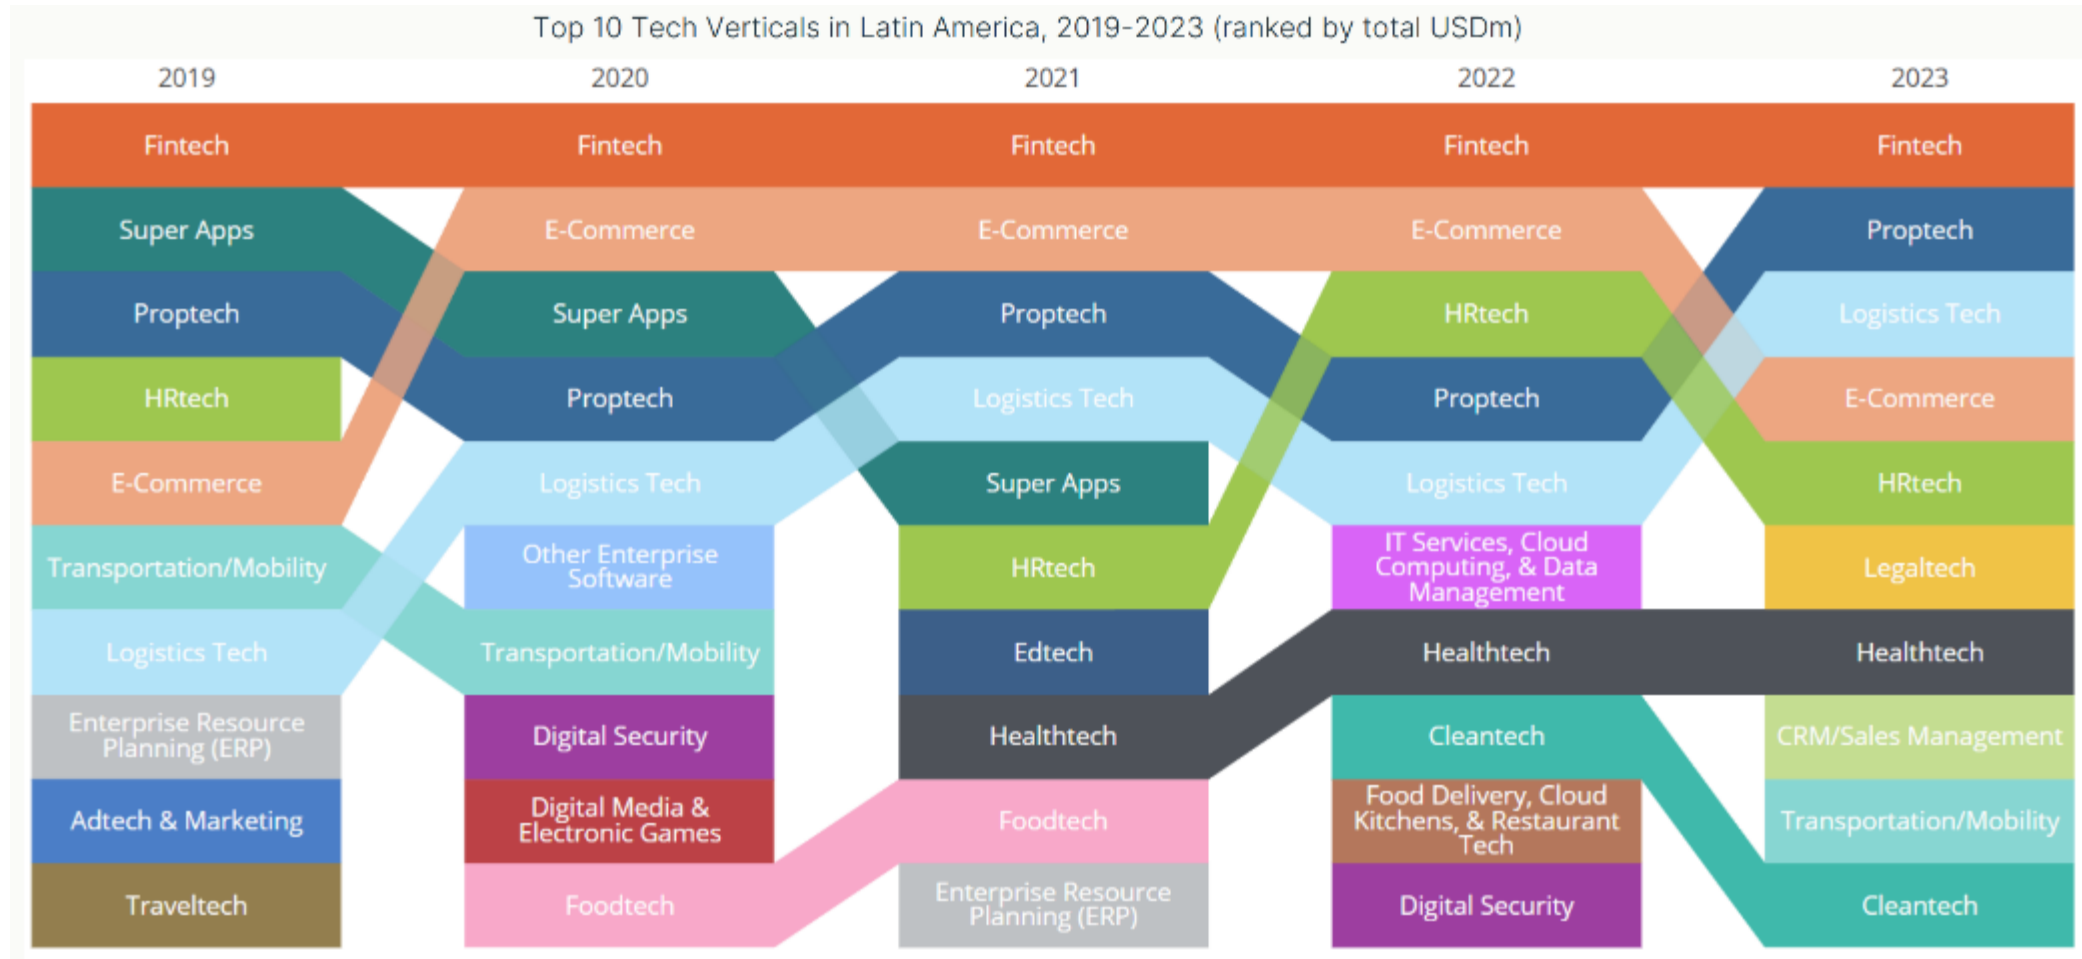 Top 10 Tech Verticals in Latin America, 2019-2023 (ranked by total USDm)
2019
2020
2021
2022
2023
Fintech
Fintech
Fintech
Fintech
Fintech
Super Apps
E-Commerce
E-Commerce
E-Commerce
Proptech
Proptech
Super Apps
Proptech
HRtech
Logistics Tech
HRtech
Proptech
Logistics Tech
Proptech
E-Commerce
E-Commerce
Logistics Tech
Super Apps
Logistics Tech
HRtech
Transportation/Mobility
Other Enterprise
Software
HRtech
IT Services, Cloud
Computing, & Data
Management
Legaltech
Logistics Tech
Transportation/Mobility
Edtech
Healthtech
Healthtech
Enterprise Resource
Planning (ERP)
Digital Security
Healthtech
Cleantech
CRM/Sales Management
Adtech & Marketing
Digital Media &
Electronic Games
Foodtech
Food Delivery, Cloud
Kitchens, & Restaurant
Tech
Transportation/Mobility
Traveltech
Foodtech
Enterprise Resource
Planning (ERP)
Digital Security
Cleantech